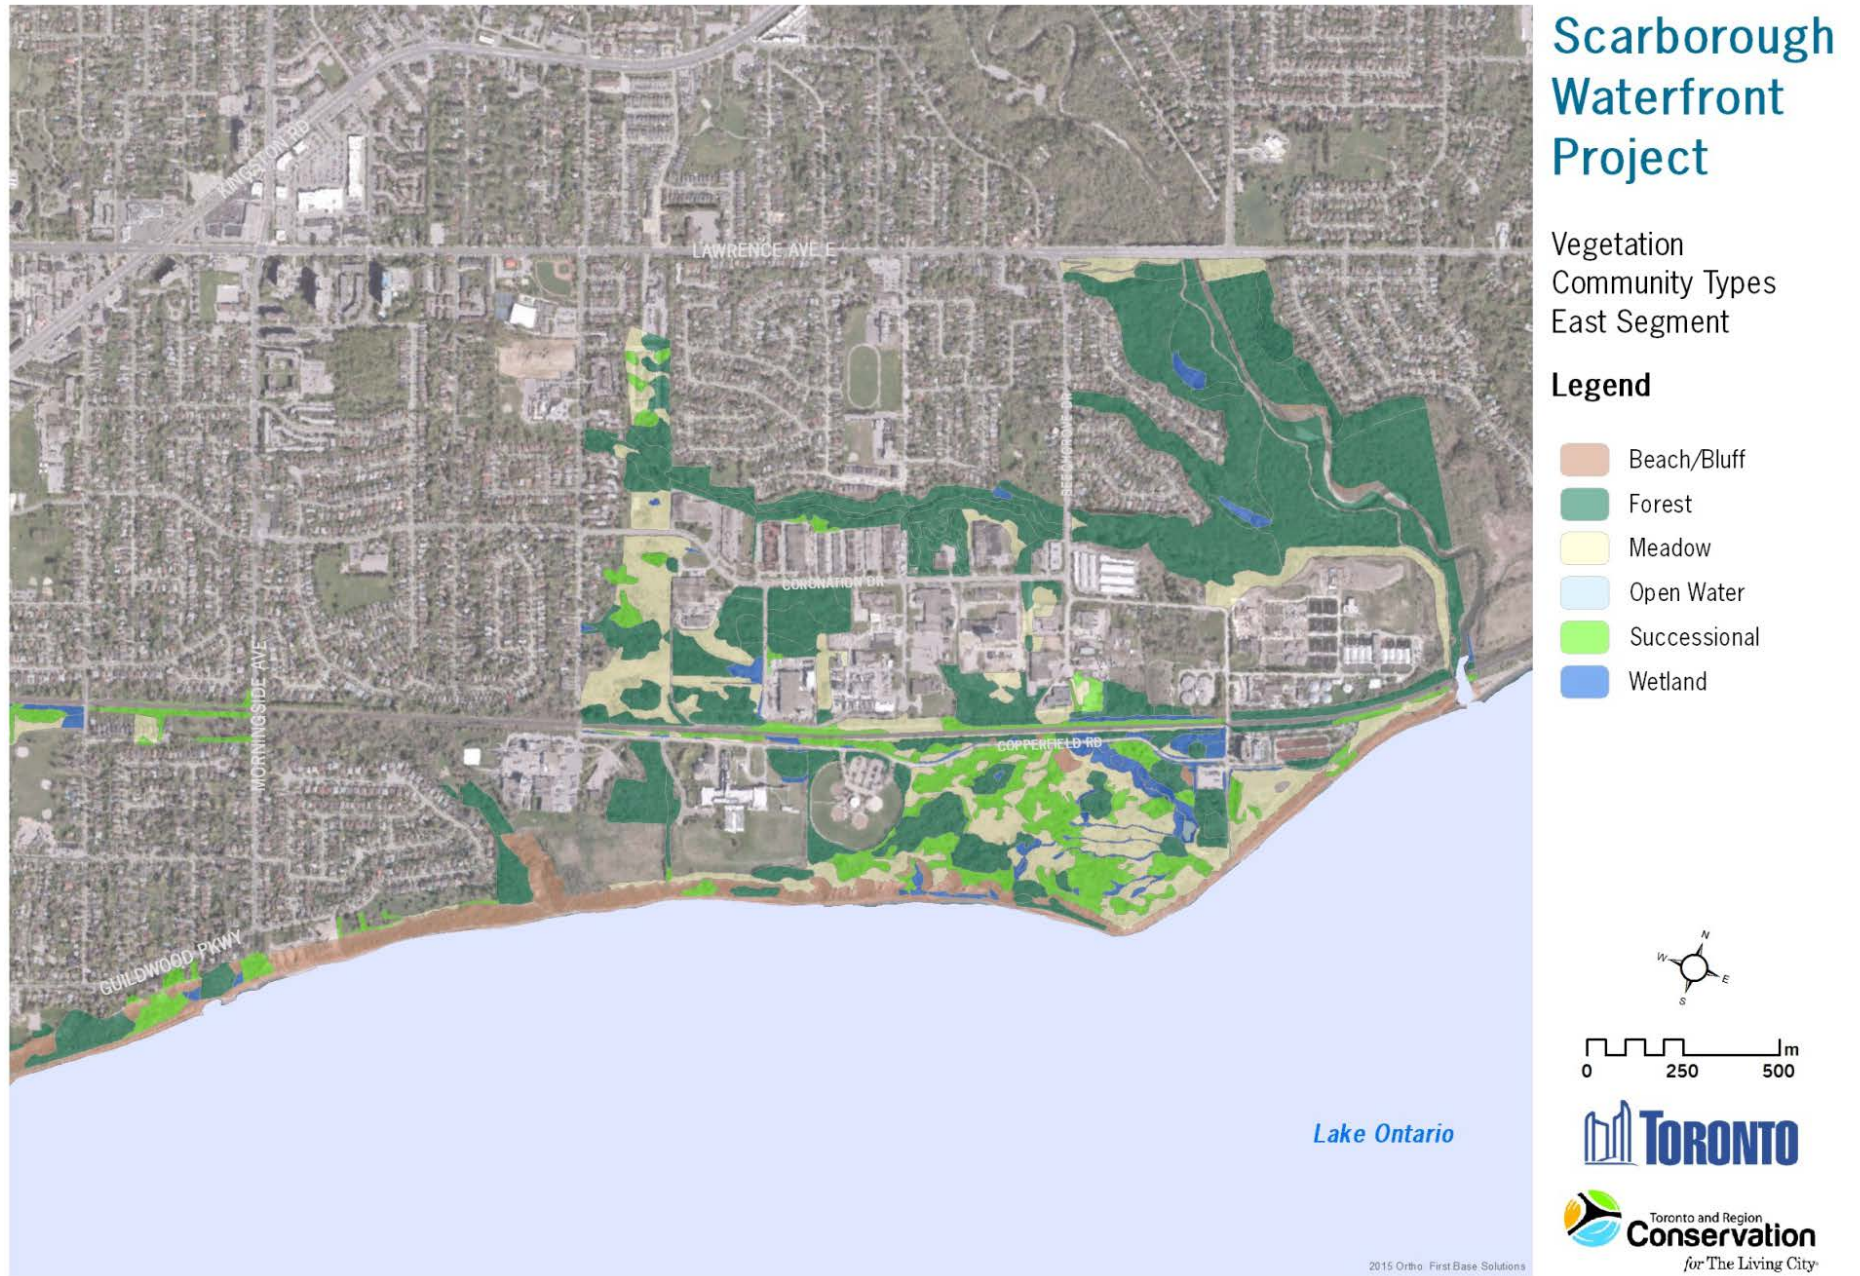 Scarborough
Waterfront
Project
Vegetation
Community Types
East Segment
Legend
Beach/Bluff
Forest
Meadow
Open Water
Successional
Wetland
KINGSTON RD
LAWRENCE AVE E
BEECHGROVE DR
CORONATION DR
MORNINGSIDE AVE
COPPERFIELD RD
GUILDWOOD PKWY
Lake Ontario
N
W
E
S
m
0 250 500
TORONTO
Toronto and Region
Conservation
for The Living City
2015 Ortho First Base Solutions